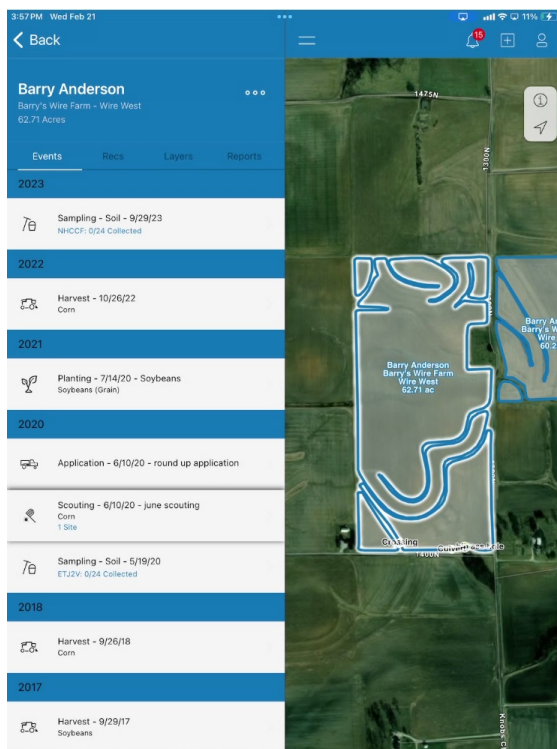 3:57 PM Wed Feb 21
11%
Back
15
Barry Anderson
Barry's Wire Farm - Wire West
62.71 Acres
Events Recs Layers Reports
2023
Sampling - Soil - 9/29/23
NHCCF: 0/24 Collected
2022
Harvest - 10/26/22
Corn
2021
Planting - 7/14/20 - Soybeans
Soybeans (Grain)
2020
Application - 6/10/20 - round up application
Scouting - 6/10/20 - june scouting
Corn
1 Site
Sampling - Soil - 5/19/20
ETJ2V: 0/24 Collected
2018
Harvest - 9/26/18
Corn
2017
Harvest - 9/29/17
Soybeans
1475N
1300N
Barry Anderson
Barry's Wire Farm
Wire West
62.71 ac
Barry A
Barry's W
Wire
60.2
Crossing
1400N
Knobs C